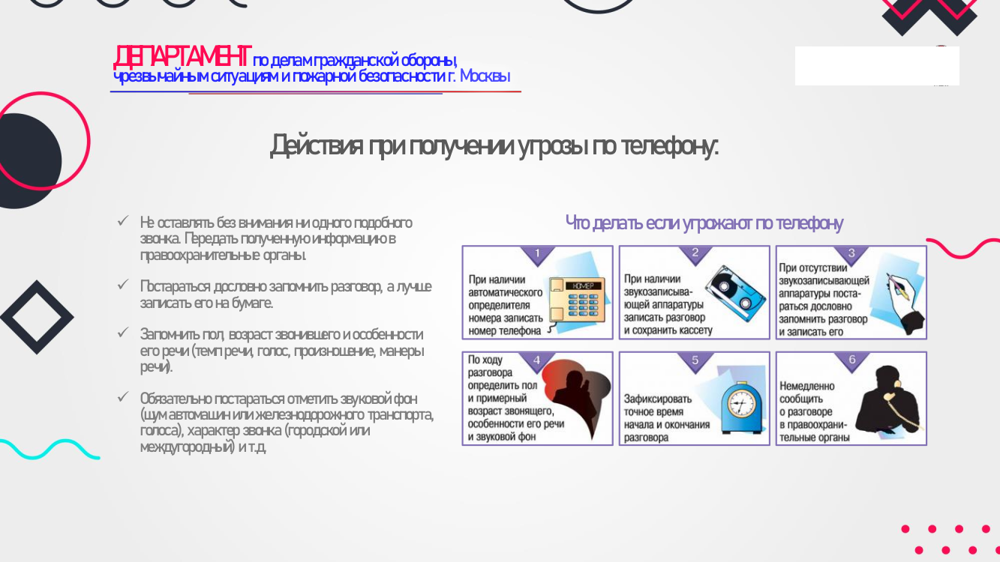 ДЕПАРТАМЕНТ по делам гражданской обороны,
чрезвычайным ситуациям и пожарной безопасности г. Москвы
Действия при получении угрозы по телефону:
✓ Не оставлять без внимания ни одного подобного
звонка. Передать полученную информацию в
правоохранительные органы.
✓ Постараться дословно запомнить разговор, а лучше
записать его на бумаге.
✓ Запомнить пол, возраст звонившего и особенности
его речи (темп речи, голос, произношение, манеры
речи).
✓ Обязательно постараться отметить звуковой фон
(шум автомашин или железнодорожного транспорта,
голоса), характер звонка (городской или
междугородный) и т.д.
Что делать если угрожают по телефону
1
При наличии
автоматического
определителя
номера записать
номер телефона
НОМЕР
2
При наличии
звукозаписыва-
ющей аппаратуры
записать разговор
и сохранить кассету
3
При отсутствии
звукозаписывающей
аппаратуры поста-
раться дословно
запомнить разговор
и записать его
4
По ходу
разговора
определить пол
и примерный
возраст звонящего,
особенности его речи
и звуковой фон
5
Зафиксировать
точное время
начала и окончания
разговора
6
Немедленно
сообщить
о разговоре
в правоохрани-
тельные органы